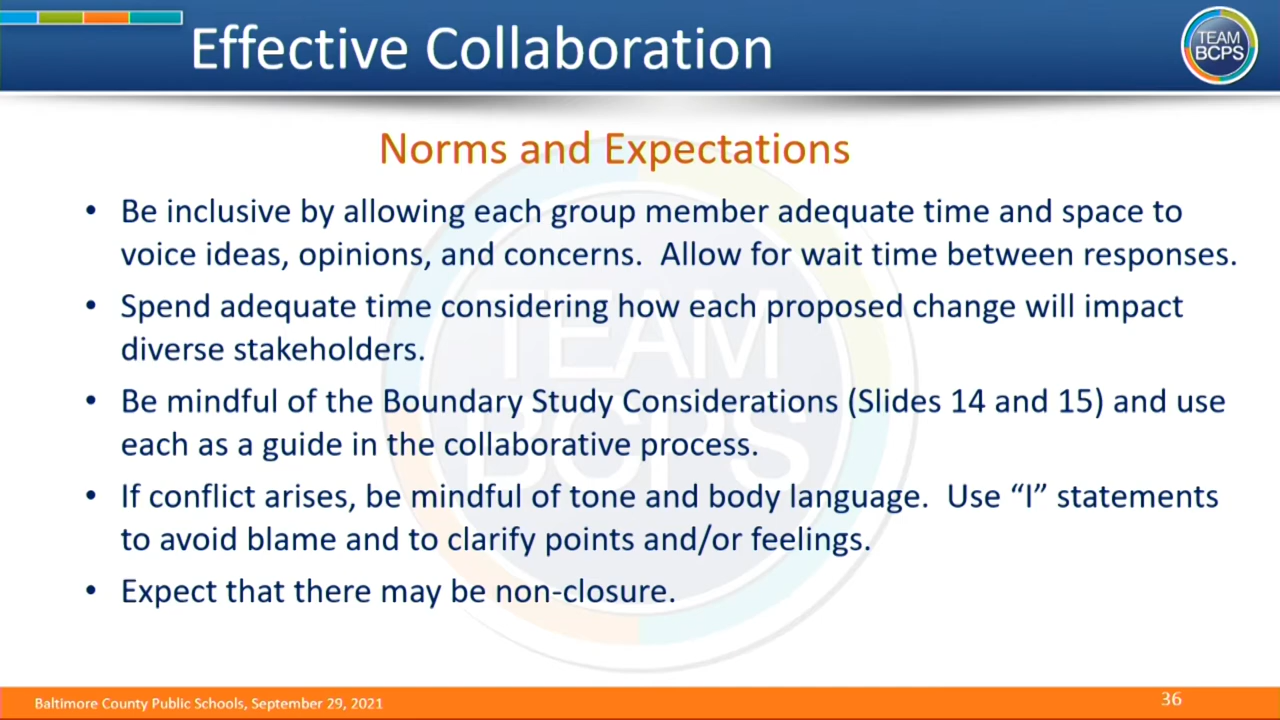 Effective Collaboration
TEAM
BCPS
Norms and Expectations
• Be inclusive by allowing each group member adequate time and space to
voice ideas, opinions, and concerns.  Allow for wait time between responses.
• Spend adequate time considering how each proposed change will impact
diverse stakeholders.
• Be mindful of the Boundary Study Considerations (Slides 14 and 15) and use
each as a guide in the collaborative process.
• If conflict arises, be mindful of tone and body language.  Use “I” statements
to avoid blame and to clarify points and/or feelings.
• Expect that there may be non-closure.
TEAM
BCPS
Baltimore County Public Schools, September 29, 2021
36